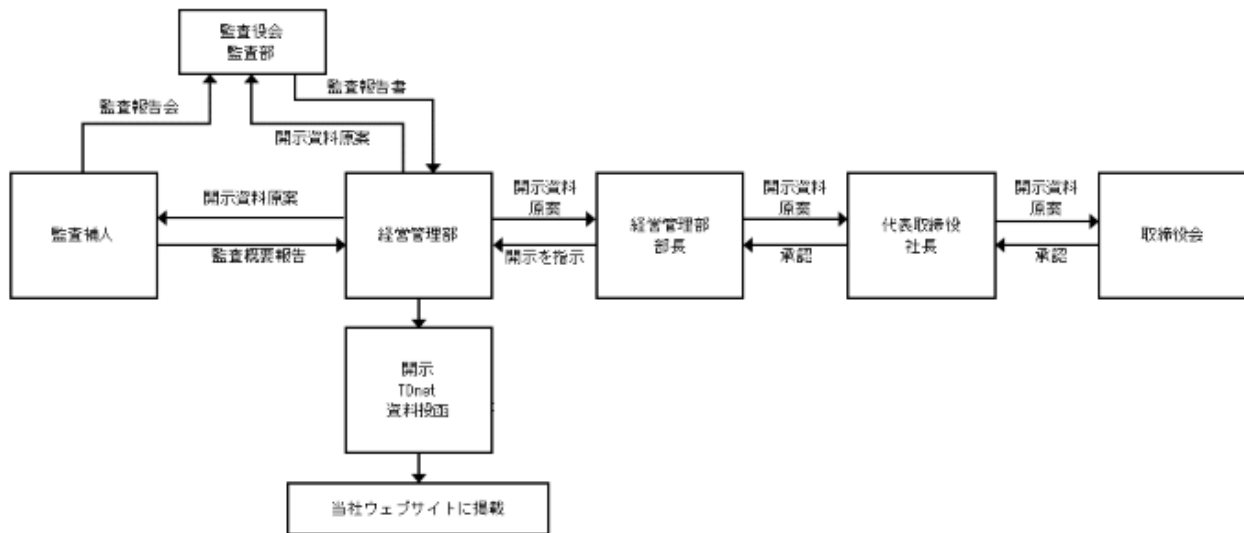 監査役会
監査部
監査報告書
監査報告会
開示資料原案
監査補人
開示資料原案
監査概要報告
経営管理部
開示資料
原案
開示を指示
経営管理部
部長
開示資料
原案
承認
代表取締役
社長
開示資料
原案
承認
取締役会
開示
TDnet
資料投函
当社ウェブサイトに掲載